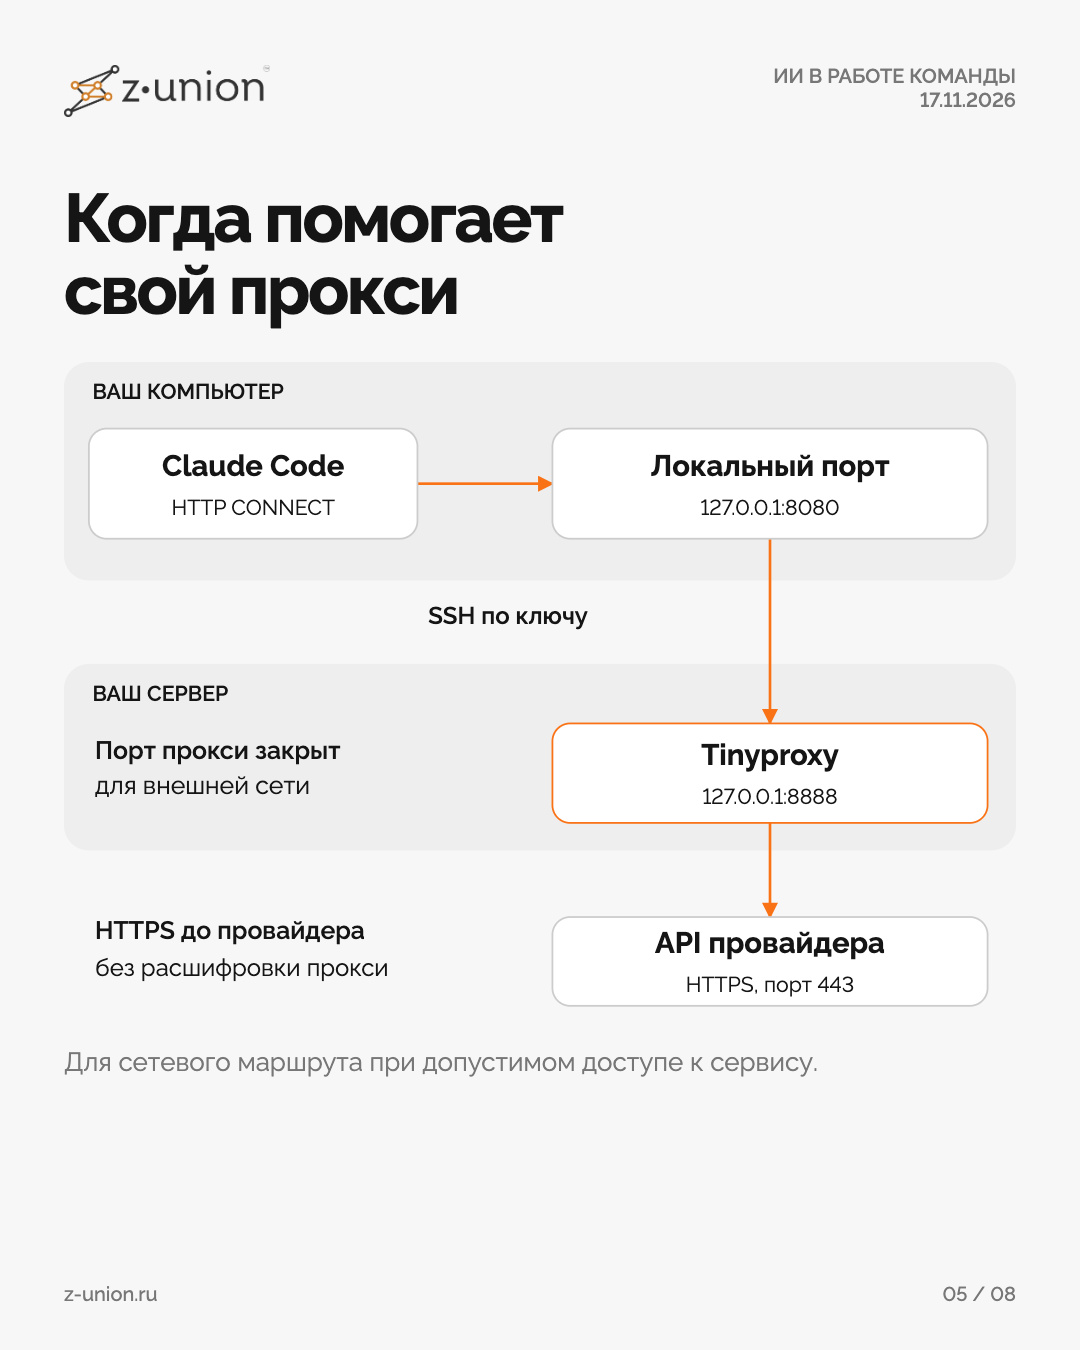 z·union
ИИ В РАБОТЕ КОМАНДЫ
17.11.2026
Когда помогает
свой прокси
ВАШ КОМПЬЮТЕР
Claude Code
HTTP CONNECT
Локальный порт
127.0.0.1:8080
SSH по ключу
ВАШ СЕРВЕР
Порт прокси закрыт
для внешней сети
Tinyproxy
127.0.0.1:8888
HTTPS до провайдера
без расшифровки прокси
API провайдера
HTTPS, порт 443
Для сетевого маршрута при допустимом доступе к сервису.
z-union.ru
05 / 08